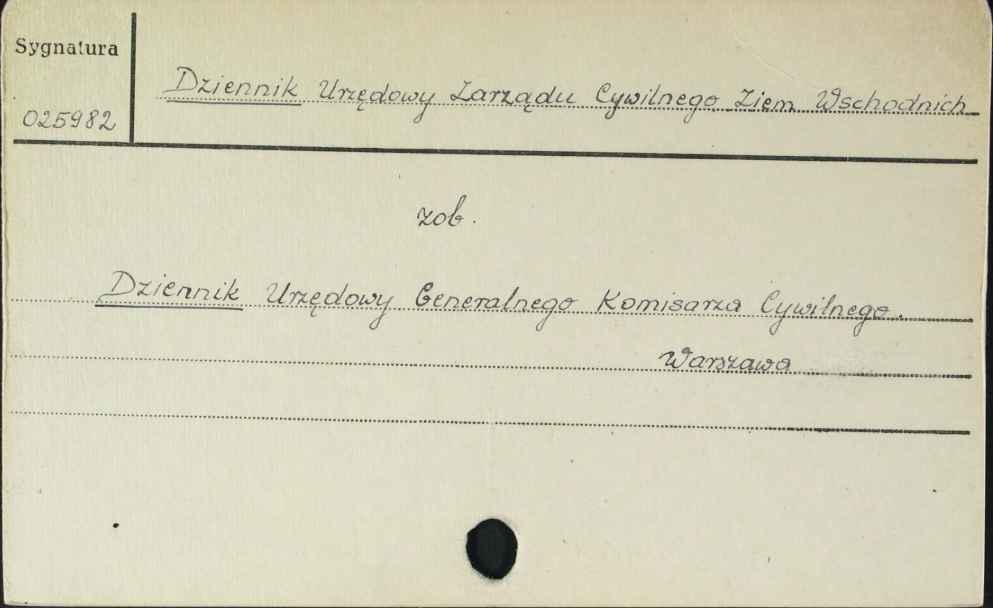 Sygnatura
025982
Dziennik Urzędowy Zarządu Cywilnego Ziem Wschodnich
zob.
Dziennik Urzędowy Generalnego Komisarza Cywilnego.
Warszawa